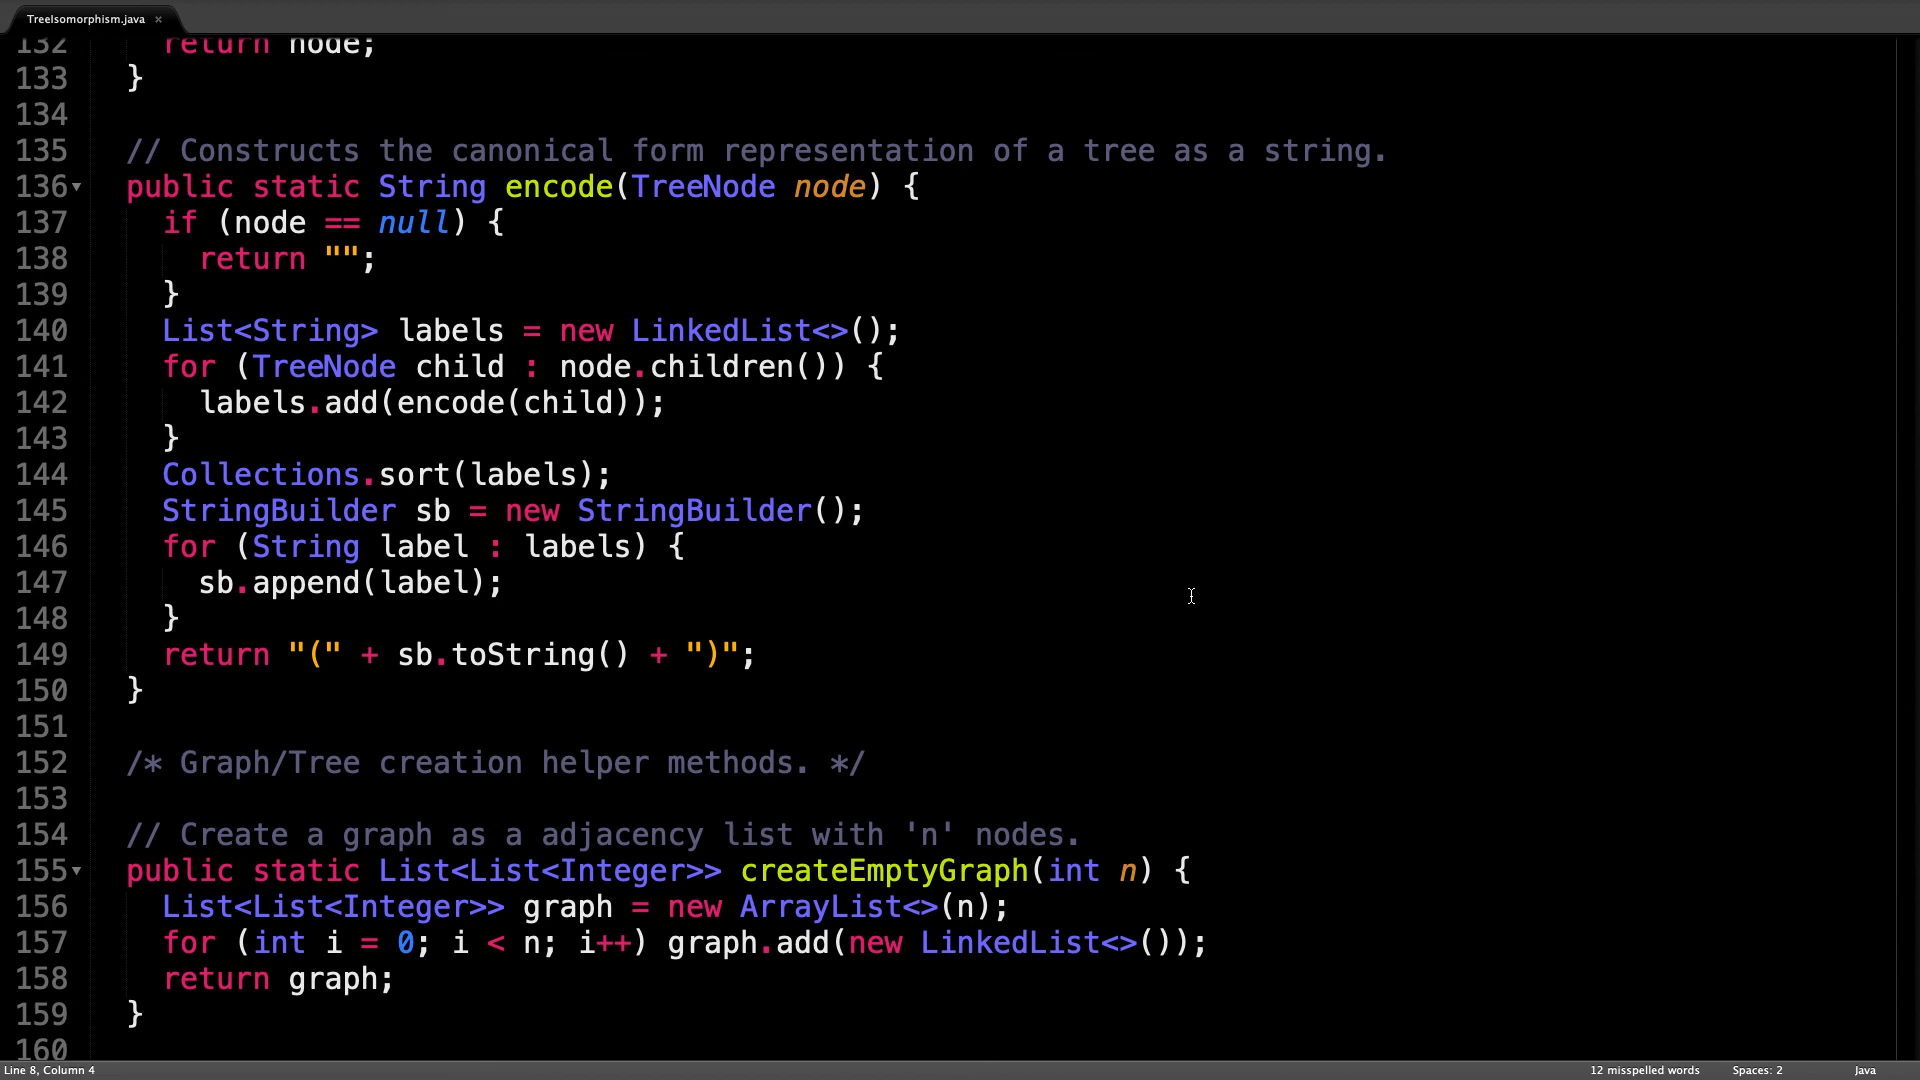 TreeIsomorphism.java ×
132 return node;
133 }
134
135 // Constructs the canonical form representation of a tree as a string.
136 public static String encode(TreeNode node) {
137 if (node == null) {
138 return "";
139 }
140 List<String> labels = new LinkedList<>();
141 for (TreeNode child : node.children()) {
142 labels.add(encode(child));
143 }
144 Collections.sort(labels);
145 StringBuilder sb = new StringBuilder();
146 for (String label : labels) {
147 sb.append(label);
148 }
149 return "(" + sb.toString() + ")";
150 }
151
152 /* Graph/Tree creation helper methods. */
153
154 // Create a graph as a adjacency list with 'n' nodes.
155 public static List<List<Integer>> createEmptyGraph(int n) {
156 List<List<Integer>> graph = new ArrayList<>(n);
157 for (int i = 0; i < n; i++) graph.add(new LinkedList<>());
158 return graph;
159 }
160
Line 8, Column 4 12 misspelled words Spaces: 2 Java